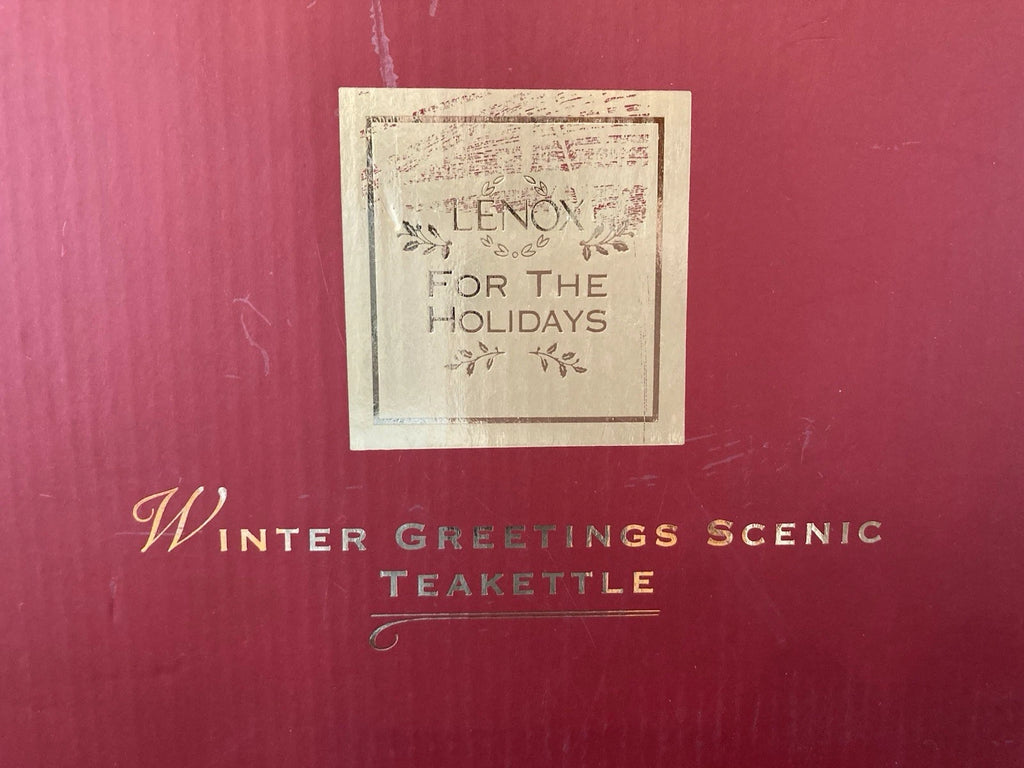 LENOX
FOR THE
HOLIDAYS
WINTER GREETINGS SCENIC
TEAKETTLE